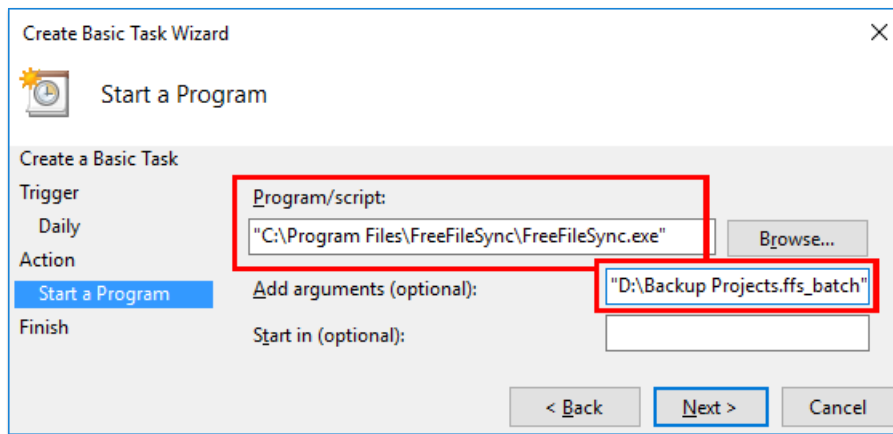 Create Basic Task Wizard
Start a Program
Create a Basic Task
Trigger
Daily
Action
Start a Program
Finish
Program/script:
"C:\Program Files\FreeFileSync\FreeFileSync.exe"
Browse...
Add arguments (optional):
"D:\Backup Projects.ffs_batch"
Start in (optional):
< Back
Next >
Cancel